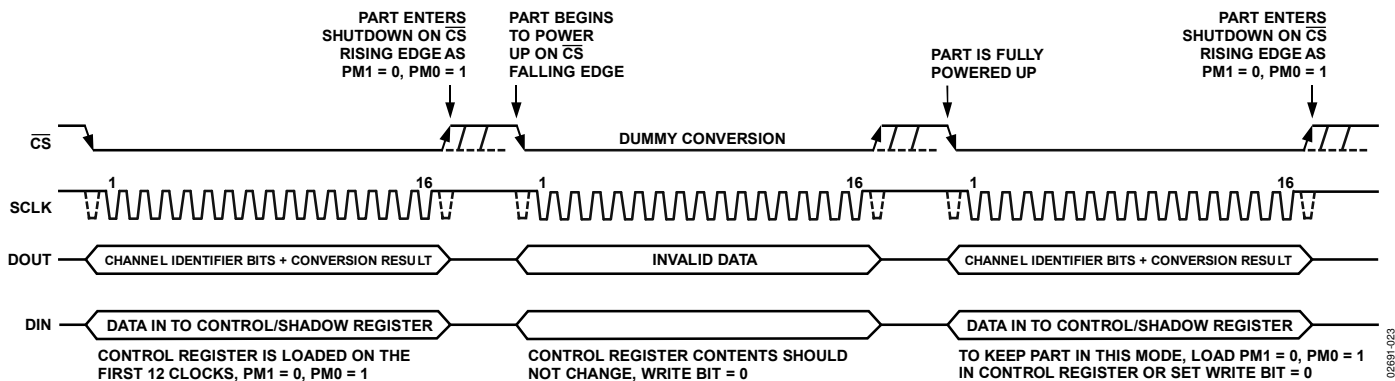 PART ENTERS
SHUTDOWN ON CS
RISING EDGE AS
PM1 = 0, PM0 = 1
PART BEGINS
TO POWER
UP ON CS
FALLING EDGE
PART IS FULLY
POWERED UP
PART ENTERS
SHUTDOWN ON CS
RISING EDGE AS
PM1 = 0, PM0 = 1
CS
DUMMY CONVERSION
SCLK
1
16
1
16
1
16
DOUT
CHANNEL IDENTIFIER BITS + CONVERSION RESULT
INVALID DATA
CHANNEL IDENTIFIER BITS + CONVERSION RESULT
DIN
DATA IN TO CONTROL/SHADOW REGISTER
DATA IN TO CONTROL/SHADOW REGISTER
CONTROL REGISTER IS LOADED ON THE
FIRST 12 CLOCKS, PM1 = 0, PM0 = 1
CONTROL REGISTER CONTENTS SHOULD
NOT CHANGE, WRITE BIT = 0
TO KEEP PART IN THIS MODE, LOAD PM1 = 0, PM0 = 1
IN CONTROL REGISTER OR SET WRITE BIT = 0
02691-023